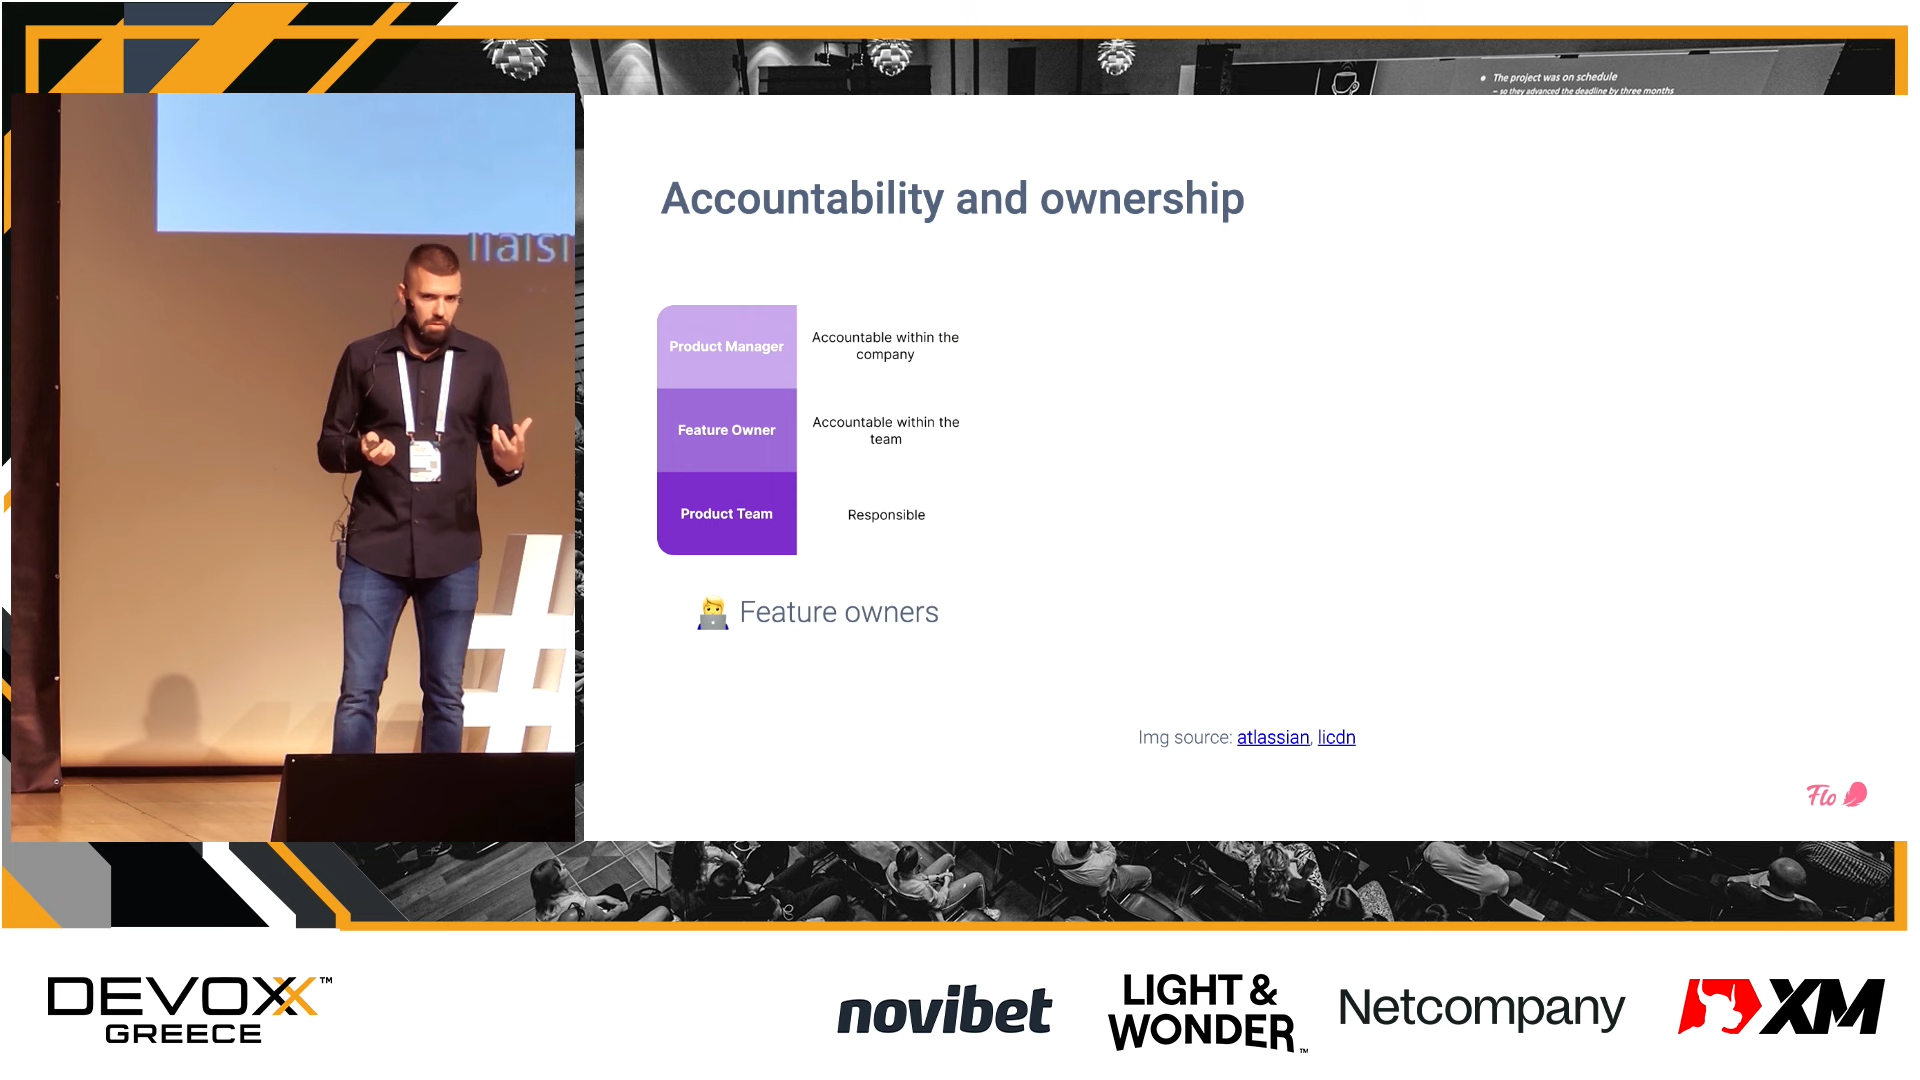 The project was on schedule
– so they advanced the deadline by three months
Accountability and ownership
Product Manager
Accountable within the
company
Feature Owner
Accountable within the
team
Product Team
Responsible
Feature owners
Img source: atlassian, licdn
Flo
#
DEVOXX™
GREECE
novibet
LIGHT &
WONDER™
Netcompany
XM